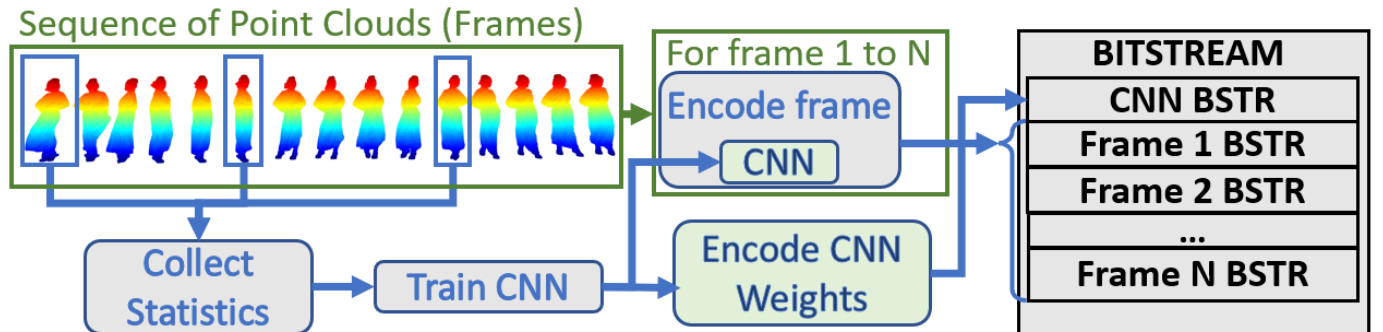 Sequence of Point Clouds (Frames)
For frame 1 to N
Encode frame
CNN
Collect
Statistics
Train CNN
Encode CNN
Weights
BITSTREAM
CNN BSTR
Frame 1 BSTR
Frame 2 BSTR
...
Frame N BSTR